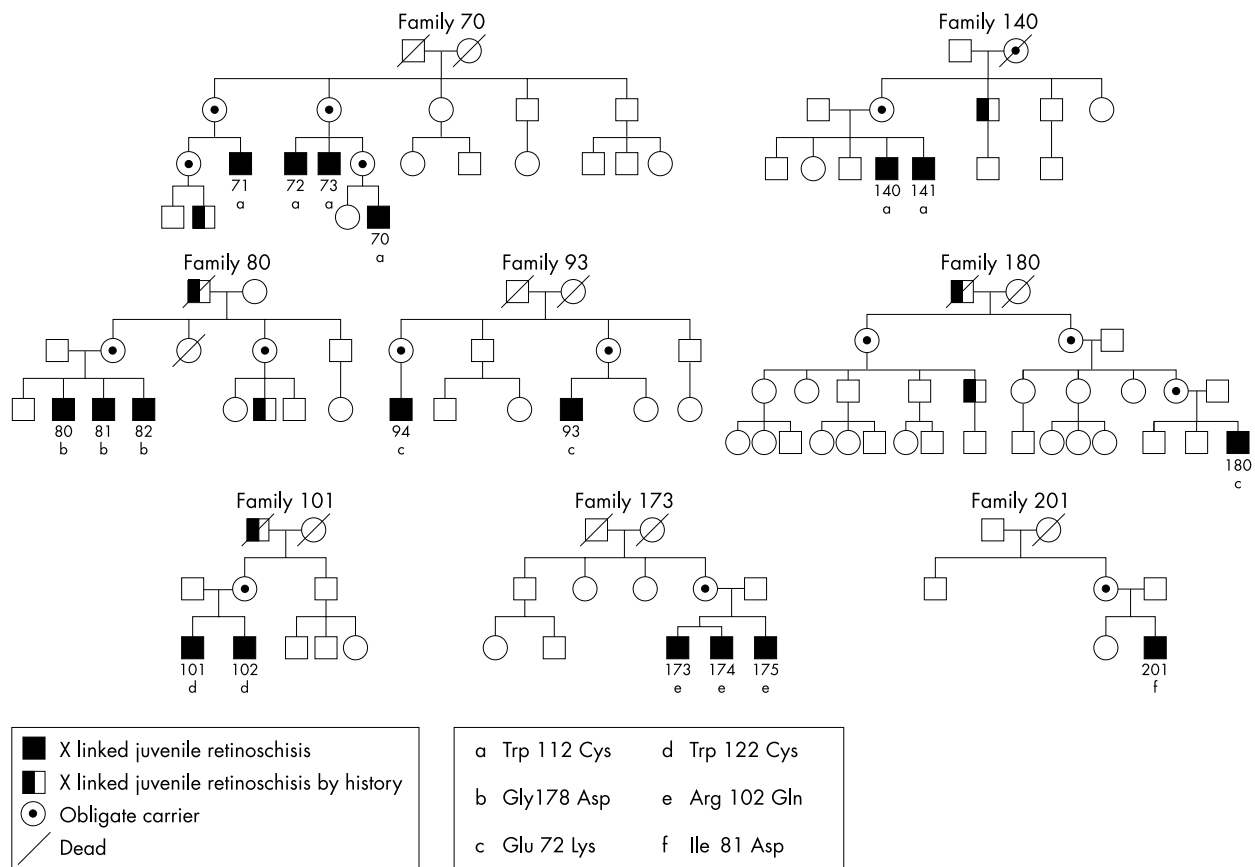 Family 70
Family 140
71
a
72
a
73
a
70
a
140
a
141
a
Family 80
Family 93
Family 180
80
b
81
b
82
b
94
c
93
c
180
c
Family 101
Family 173
Family 201
101
d
102
d
173
e
174
e
175
e
201
f
X linked juvenile retinoschisis
X linked juvenile retinoschisis by history
Obligate carrier
Dead
a Trp 112 Cys d Trp 122 Cys
b Gly178 Asp e Arg 102 Gln
c Glu 72 Lys f Ile 81 Asp